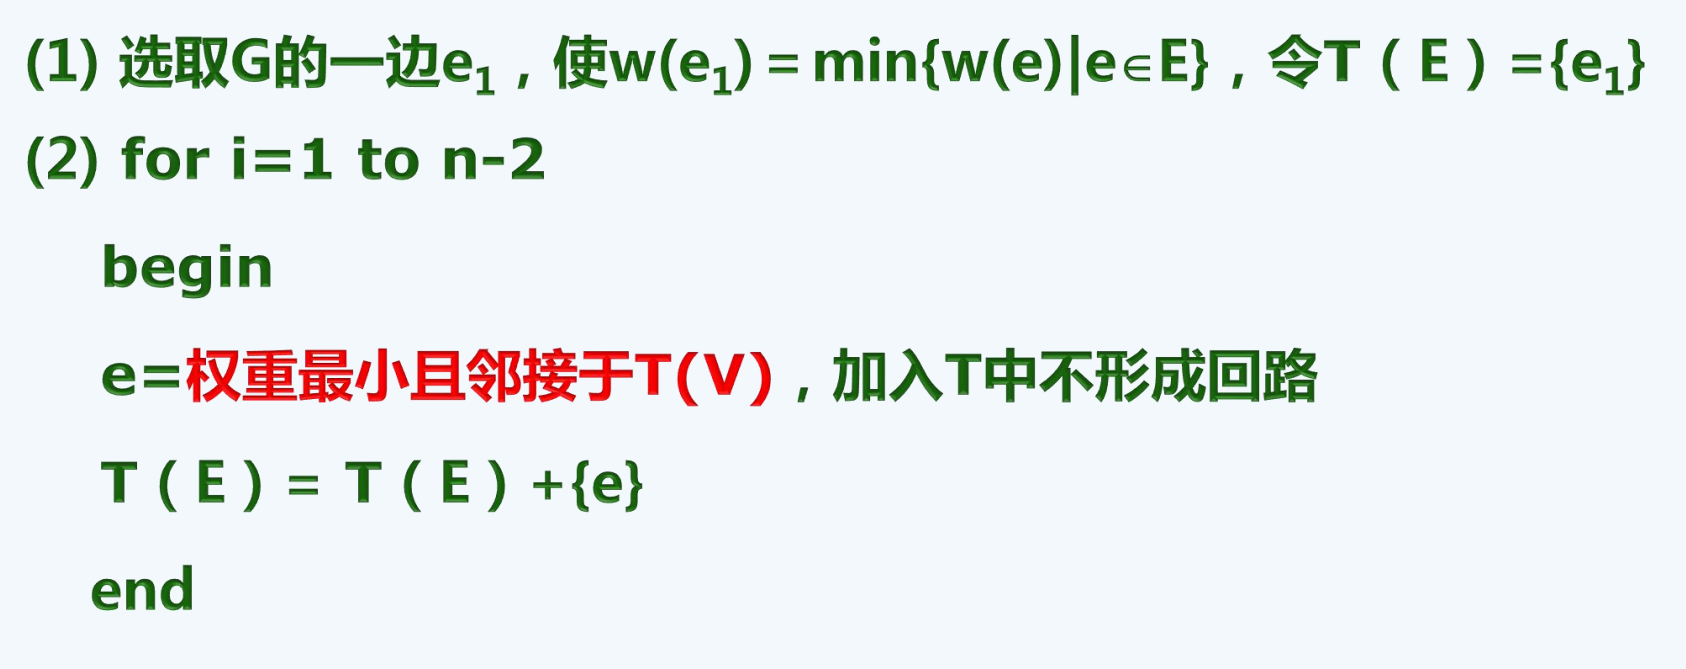 (1) 选取G的一边e₁，使w(e₁)=min{w(e)|e∈E}，令T（E）={e₁}
(2) for i=1 to n-2
begin
e=权重最小且邻接于T(V)，加入T中不形成回路
T（E）= T（E）+{e}
end